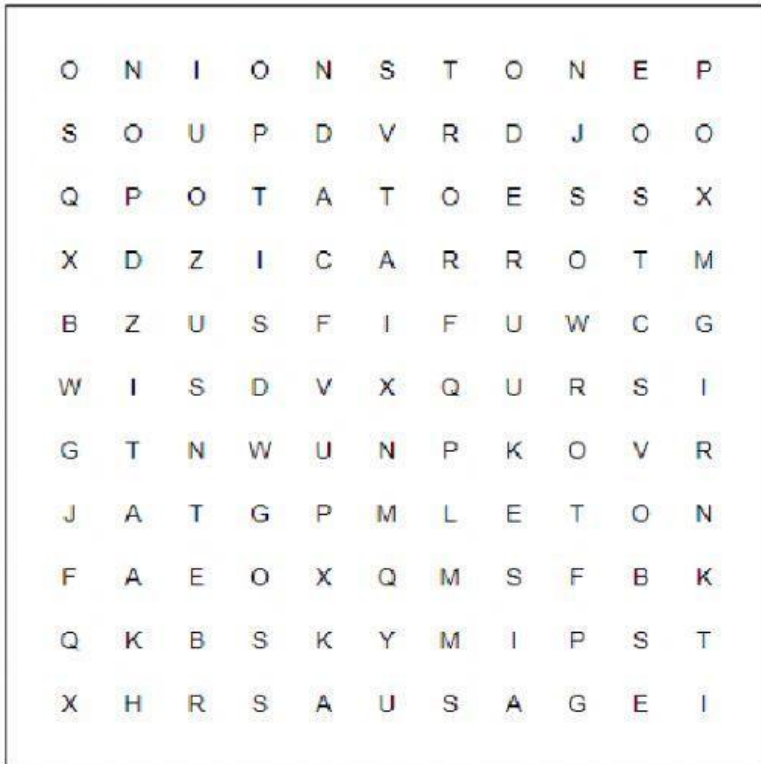 O N I O N S T O N E P
S O U P D V R D J O O
Q P O T A T O E S S X
X D Z I C A R R O T M
B Z U S F I F U W C G
W I S D V X Q U R S I
G T N W U N P K O V R
J A T G P M L E T O N
F A E O X Q M S F B K
Q K B S K Y M I P S T
X H R S A U S A G E I